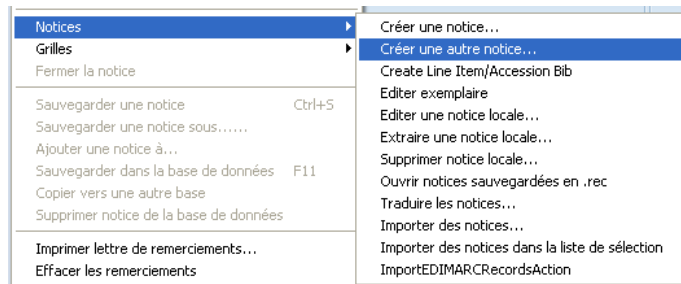 Notices
Grilles
Fermer la notice
Sauvegarder une notice Ctrl+S
Sauvegarder une notice sous......
Ajouter une notice à...
Sauvegarder dans la base de données F11
Copier vers une autre base
Supprimer notice de la base de données
Imprimer lettre de remerciements...
Effacer les remerciements
Créer une notice...
Créer une autre notice...
Create Line Item/Accession Bib
Editer exemplaire
Editer une notice locale...
Extraire une notice locale...
Supprimer notice locale...
Ouvrir notices sauvegardées en .rec
Traduire les notices...
Importer des notices...
Importer des notices dans la liste de sélection
ImportEDIMARCRecordsAction